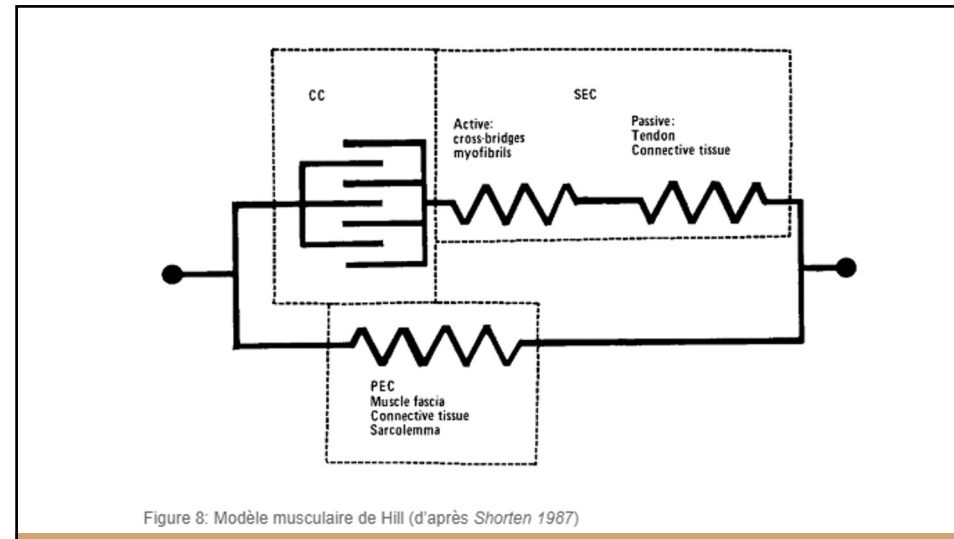 CC
SEC
Active:
cross-bridges
myofibrils
Passive:
Tendon
Connective tissue
PEC
Muscle fascia
Connective tissue
Sarcolemma
Figure 8: Modèle musculaire de Hill (d'après Shorten 1987)